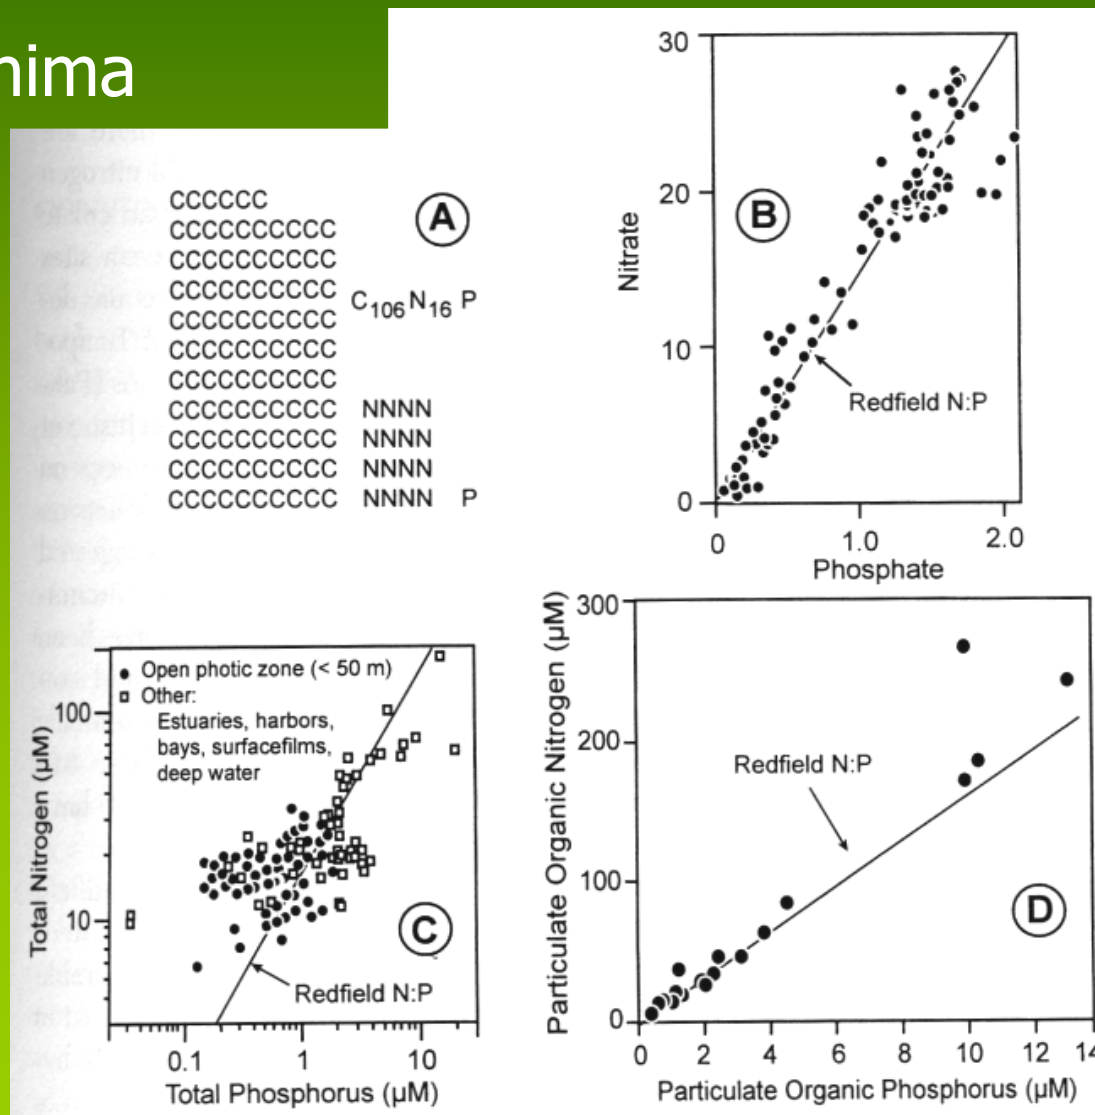 nima
CCCCCC
CCCCCCCCCC
CCCCCCCCCC
CCCCCCCCCC
CCCCCCCCCC
CCCCCCCCCC
CCCCCCCCCC
CCCCCCCCCC NNNN
CCCCCCCCCC NNNN
CCCCCCCCCC NNNN
CCCCCCCCCC NNNN P
A
C106N16 P
30
20
10
0
Nitrate
B
Redfield N:P
0 1.0 2.0
Phosphate
Open photic zone (< 50 m)
Other:
Estuaries, harbors,
bays, surfacefilms,
deep water
100
10
Total Nitrogen (µM)
C
Redfield N:P
0.1 1 10
Total Phosphorus (µM)
300
200
100
0
Particulate Organic Nitrogen (µM)
Redfield N:P
D
0 2 4 6 8 10 12 14
Particulate Organic Phosphorus (µM)